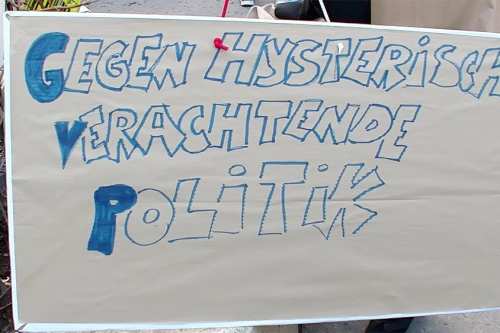 GEGEN HYSTERiSCH
VERACHTENDE
POLiTiK